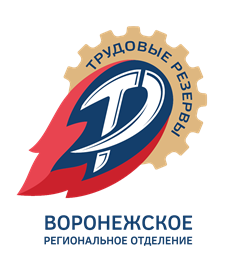 ТРУДОВЫЕ РЕЗЕРВЫ
ВОРОНЕЖСКОЕ
РЕГИОНАЛЬНОЕ ОТДЕЛЕНИЕ